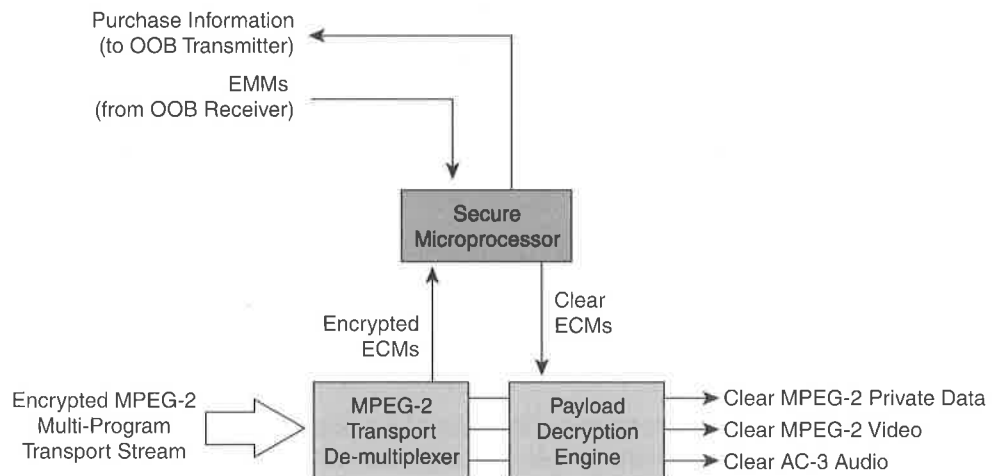 Purchase Information
(to OOB Transmitter)
EMMs
(from OOB Receiver)
Secure
Microprocessor
Encrypted
ECMs
Clear
ECMs
Encrypted MPEG-2
Multi-Program
Transport Stream
MPEG-2
Transport
De-multiplexer
Payload
Decryption
Engine
Clear MPEG-2 Private Data
Clear MPEG-2 Video
Clear AC-3 Audio